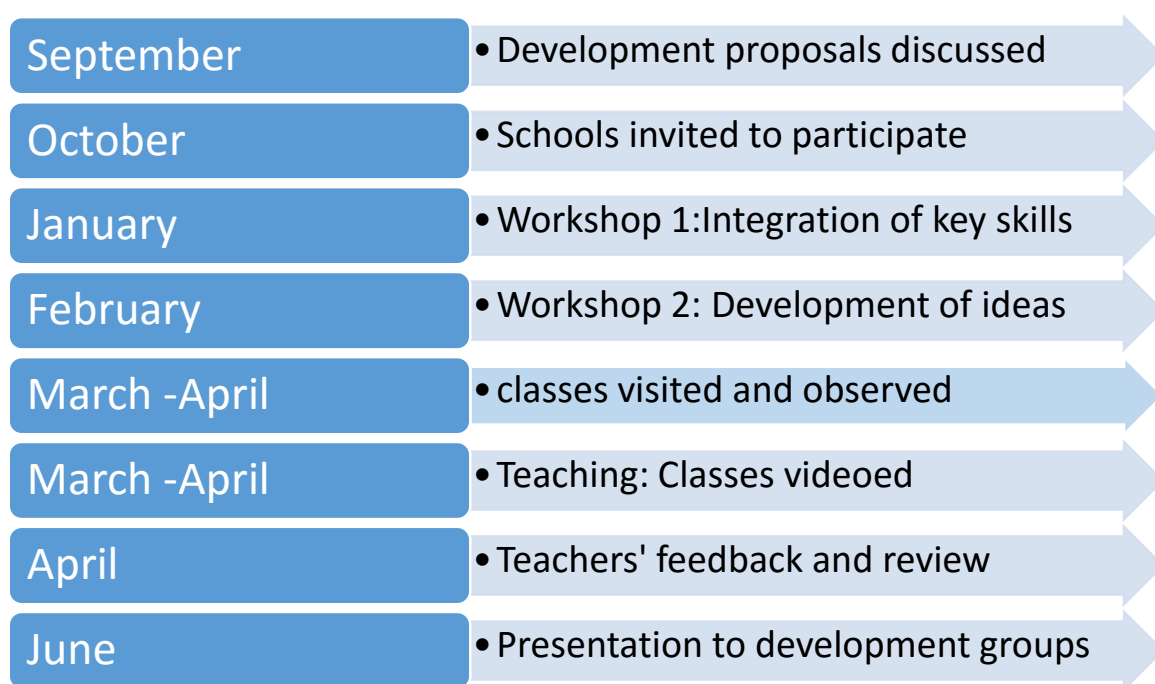 September
• Development proposals discussed
October
• Schools invited to participate
January
• Workshop 1:Integration of key skills
February
• Workshop 2: Development of ideas
March -April
• classes visited and observed
March -April
• Teaching: Classes videoed
April
• Teachers' feedback and review
June
• Presentation to development groups